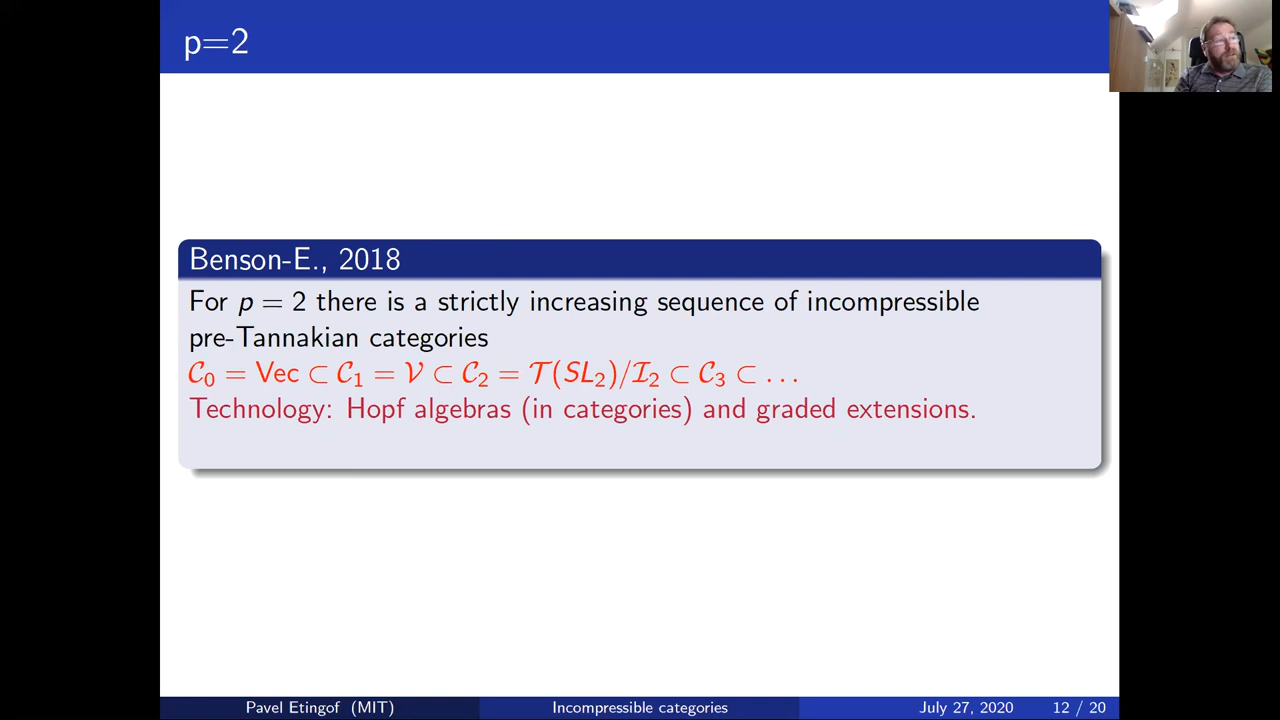 p=2
Benson-E., 2018
For p = 2 there is a strictly increasing sequence of incompressible
pre-Tannakian categories
𝒞₀ = Vec ⊂ 𝒞₁ = 𝒱 ⊂ 𝒞₂ = 𝒯(SL₂)/ℐ₂ ⊂ 𝒞₃ ⊂ . . .
Technology: Hopf algebras (in categories) and graded extensions.
Pavel Etingof (MIT) Incompressible categories July 27, 2020 12 / 20